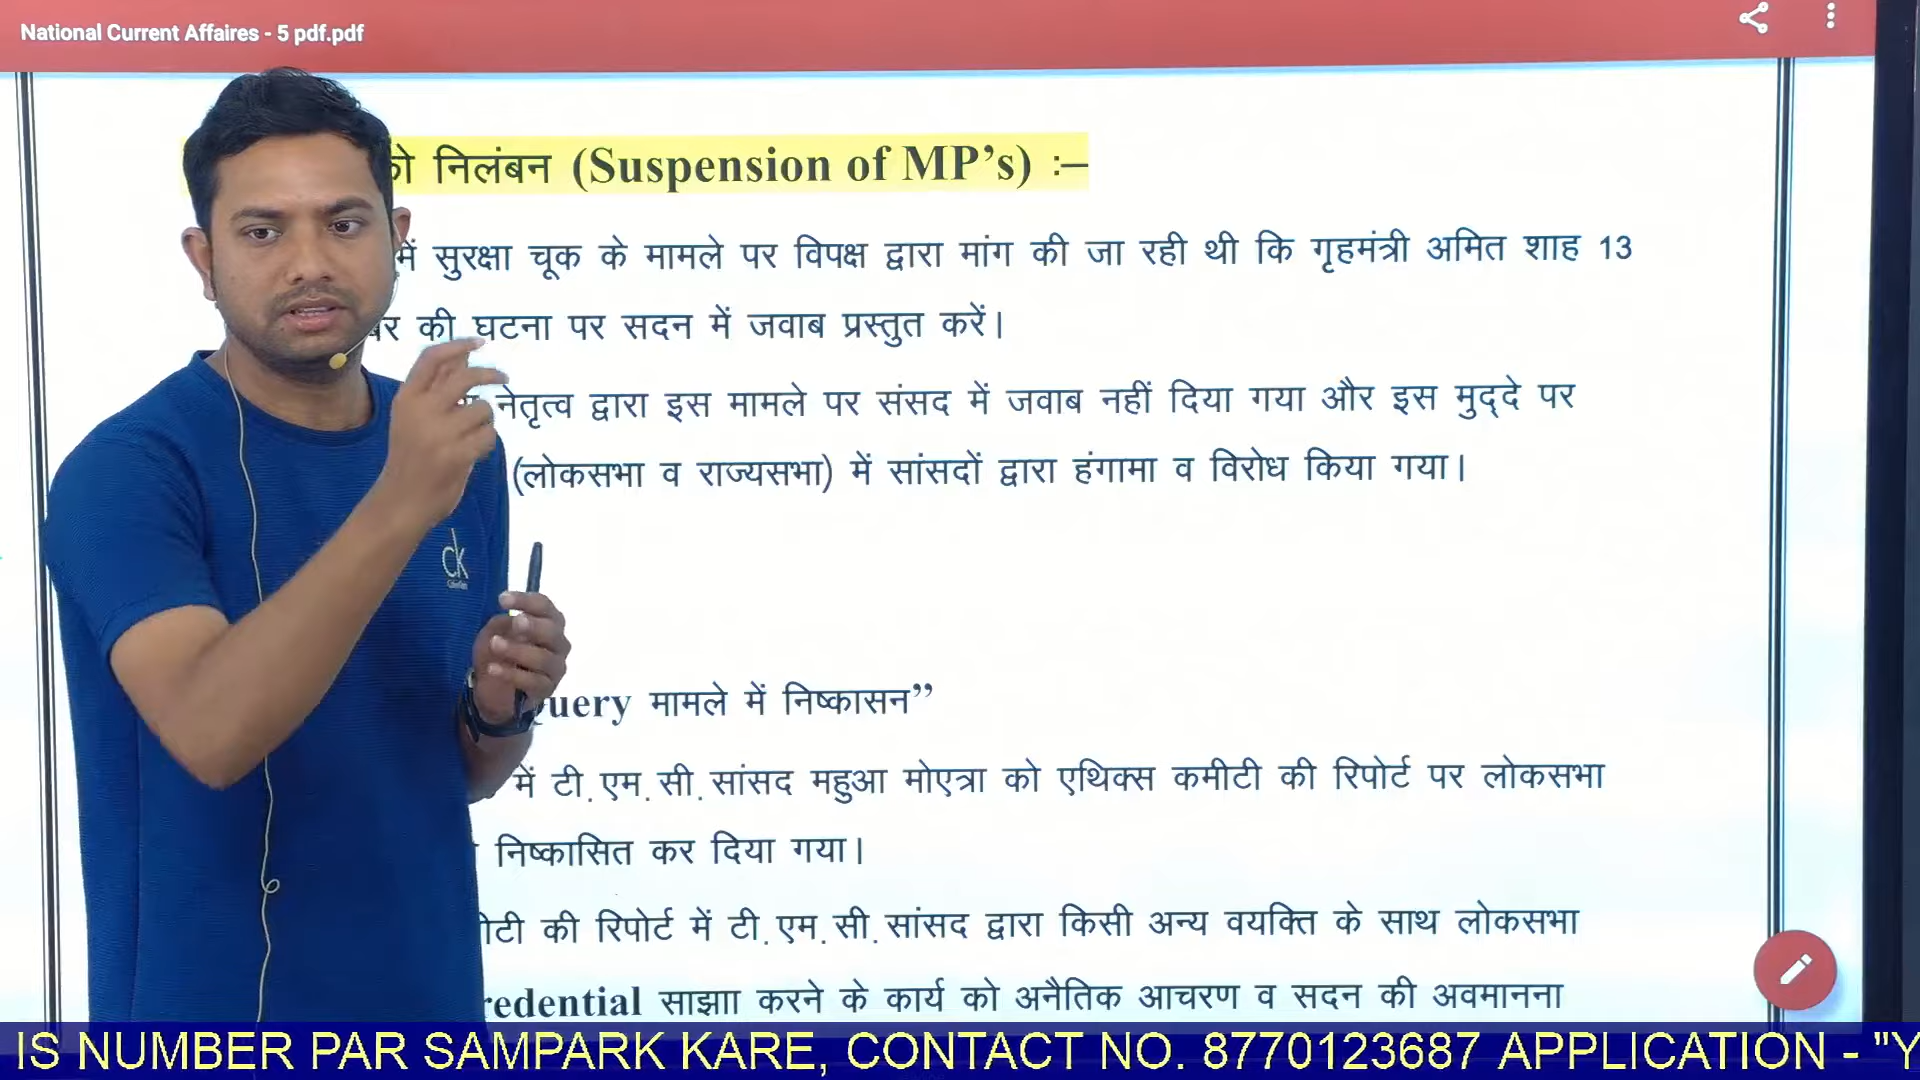 National Current Affaires - 5 pdf.pdf
को निलंबन (Suspension of MP's) :–
में सुरक्षा चूक के मामले पर विपक्ष द्वारा मांग की जा रही थी कि गृहमंत्री अमित शाह 13
की घटना पर सदन में जवाब प्रस्तुत करें।
नेतृत्व द्वारा इस मामले पर संसद में जवाब नहीं दिया गया और इस मुद्दे पर
(लोकसभा व राज्यसभा) में सांसदों द्वारा हंगामा व विरोध किया गया।
ck
Query मामले में निष्कासन”
में टी.एम.सी.सांसद महुआ मोएत्रा को एथिक्स कमीटी की रिपोर्ट पर लोकसभा
निष्कासित कर दिया गया।
की रिपोर्ट में टी.एम.सी.सांसद द्वारा किसी अन्य वयक्ति के साथ लोकसभा
redential साझाा करने के कार्य को अनैतिक आचरण व सदन की अवमानना
IS NUMBER PAR SAMPARK KARE, CONTACT NO. 8770123687 APPLICATION - "Y